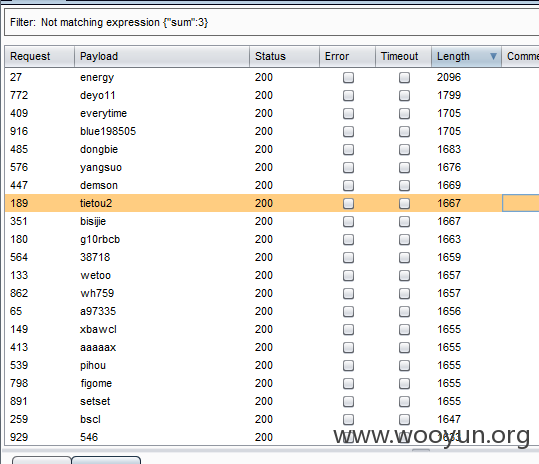 Filter: Not matching expression {"sum":3}
Request Payload Status Error Timeout Length Comme
27 energy 200 2096
772 deyo11 200 1799
409 everytime 200 1705
916 blue198505 200 1705
485 dongbie 200 1683
576 yangsuo 200 1676
447 demson 200 1669
189 tietou2 200 1667
351 bisijie 200 1667
180 g10rbcb 200 1663
564 38718 200 1659
133 wetoo 200 1657
862 wh759 200 1657
65 a97335 200 1656
149 xbawcl 200 1655
413 aaaaax 200 1655
539 pihou 200 1655
798 figome 200 1655
891 setset 200 1655
259 bscl 200 1647
929 546 200 1633
www.wooyun.org